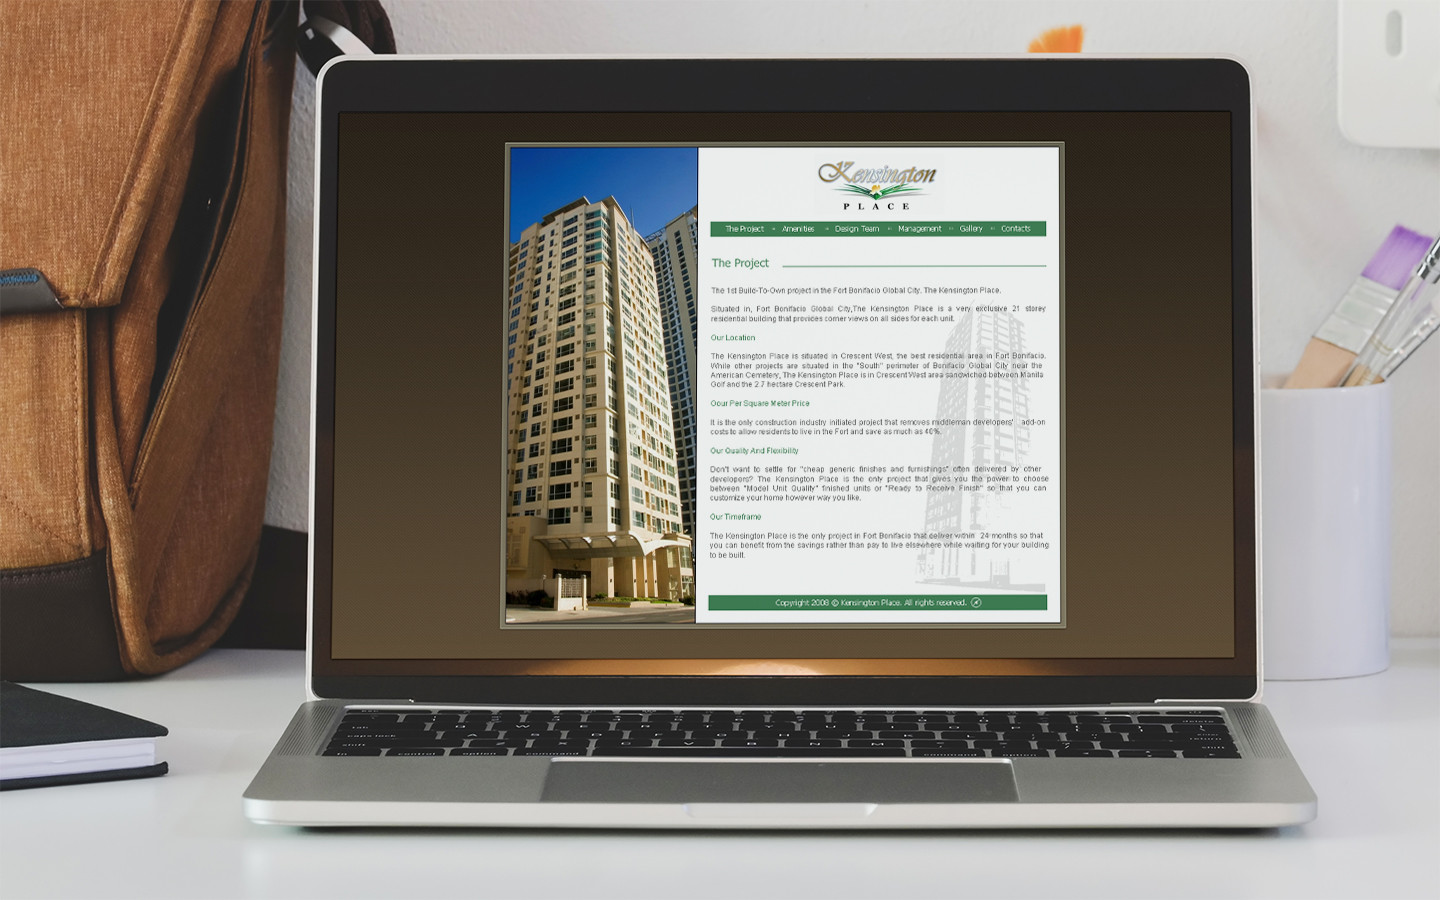 Kensington
PLACE
The Project
Amenities
Design Team
Management
Gallery
Contacts
The Project
The 1st Build-To-Own project in the Fort Bonifacio Global City. The Kensington Place.
Situated in, Fort Bonifacio Global City,The Kensington Place is a very exclusive 21 storey
residential building that provides corner views on all sides for each unit.
Our Location
The Kensington Place is situated in Crescent West, the best residential area in Fort Bonifacio.
While other projects are situated in the "South" perimeter of Bonifacio Global City near the
American Cemetery, The Kensington Place is in Crescent West area sandwiched between Manila
Golf and the 2.7 hectare Crescent Park.
Oour Per Square Meter Price
It is the only construction industry initiated project that removes middleman developers' add-on
costs to allow residents to live in the Fort and save as much as 40%.
Our Quality And Flexibility
Don't want to settle for "cheap generic finishes and furnishings" often delivered by other
developers? The Kensington Place is the only project that gives you the power to choose
between "Model Unit Quality" finished units or "Ready to Receive Finish" so that you can
customize your home however way you like.
Our Timeframe
The Kensington Place is the only project in Fort Bonifacio that deliver within 24 months so that
you can benefit from the savings rather than pay to live elsewhere while waiting for your building
to be built.
Copyright 2008 © Kensington Place. All rights reserved.